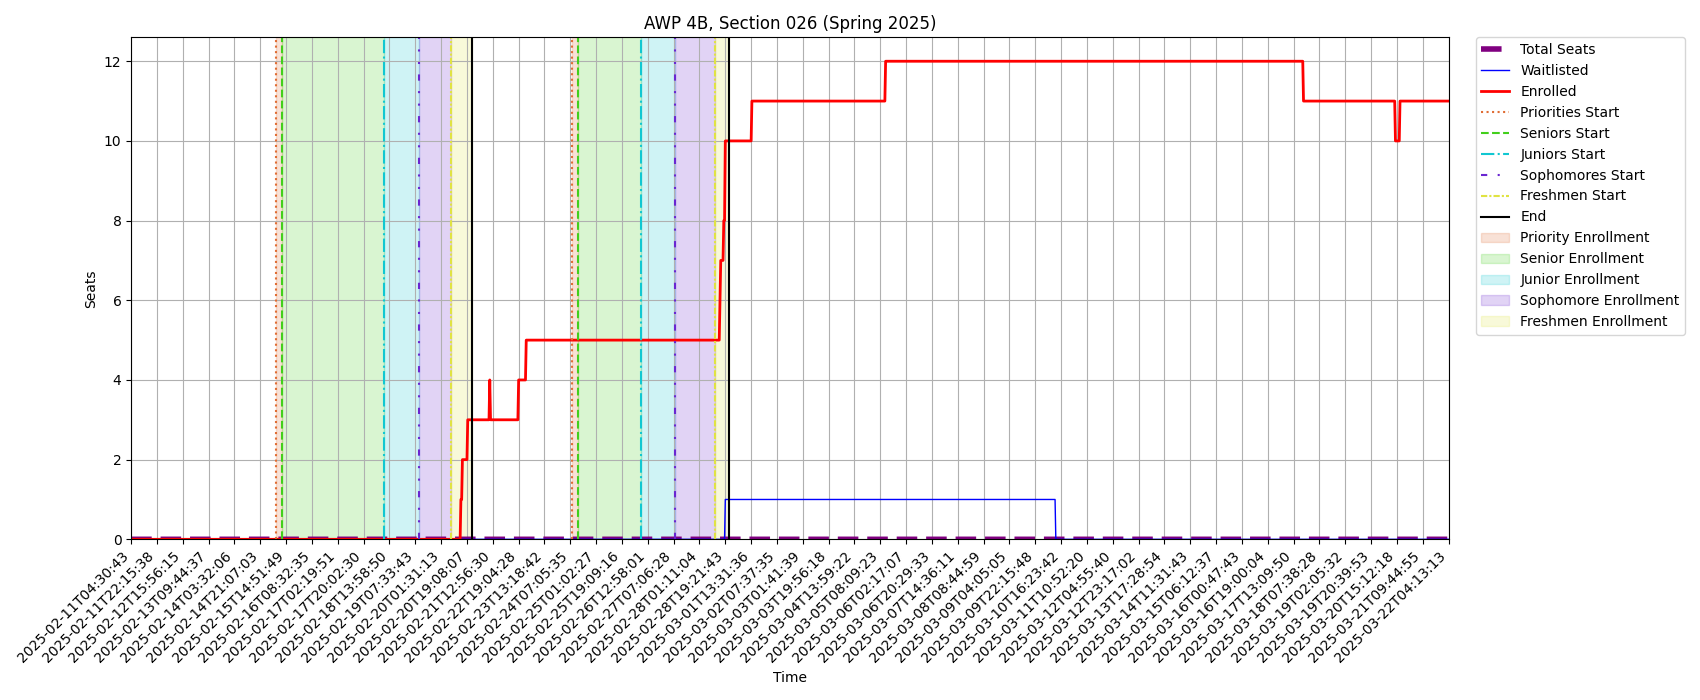 AWP 4B, Section 026 (Spring 2025)
Seats
12
10
8
6
4
2
0
2025-02-11T04:30:43
2025-02-11T22:15:38
2025-02-12T15:56:15
2025-02-13T09:44:37
2025-02-14T03:32:06
2025-02-14T21:07:03
2025-02-15T14:51:49
2025-02-16T08:32:35
2025-02-17T02:19:51
2025-02-17T20:02:30
2025-02-18T13:58:50
2025-02-19T07:33:43
2025-02-20T01:31:13
2025-02-20T19:08:07
2025-02-21T12:56:30
2025-02-22T19:04:28
2025-02-23T13:18:42
2025-02-24T07:05:35
2025-02-25T01:02:27
2025-02-25T19:09:16
2025-02-26T12:58:01
2025-02-27T07:06:28
2025-02-28T01:11:04
2025-02-28T19:21:43
2025-03-01T13:31:36
2025-03-02T07:37:35
2025-03-03T01:41:39
2025-03-03T19:56:18
2025-03-04T13:59:22
2025-03-05T08:09:23
2025-03-06T02:17:07
2025-03-06T20:29:33
2025-03-07T14:36:11
2025-03-08T08:44:59
2025-03-09T04:05:05
2025-03-09T22:15:48
2025-03-10T16:23:42
2025-03-11T10:52:20
2025-03-12T04:55:40
2025-03-12T23:17:02
2025-03-13T17:28:54
2025-03-14T11:31:43
2025-03-15T06:12:37
2025-03-16T00:47:43
2025-03-16T19:00:04
2025-03-17T13:09:50
2025-03-18T07:38:28
2025-03-19T02:05:32
2025-03-19T20:39:53
2025-03-20T15:12:18
2025-03-21T09:44:55
2025-03-22T04:13:13
Time
Total Seats
Waitlisted
Enrolled
Priorities Start
Seniors Start
Juniors Start
Sophomores Start
Freshmen Start
End
Priority Enrollment
Senior Enrollment
Junior Enrollment
Sophomore Enrollment
Freshmen Enrollment